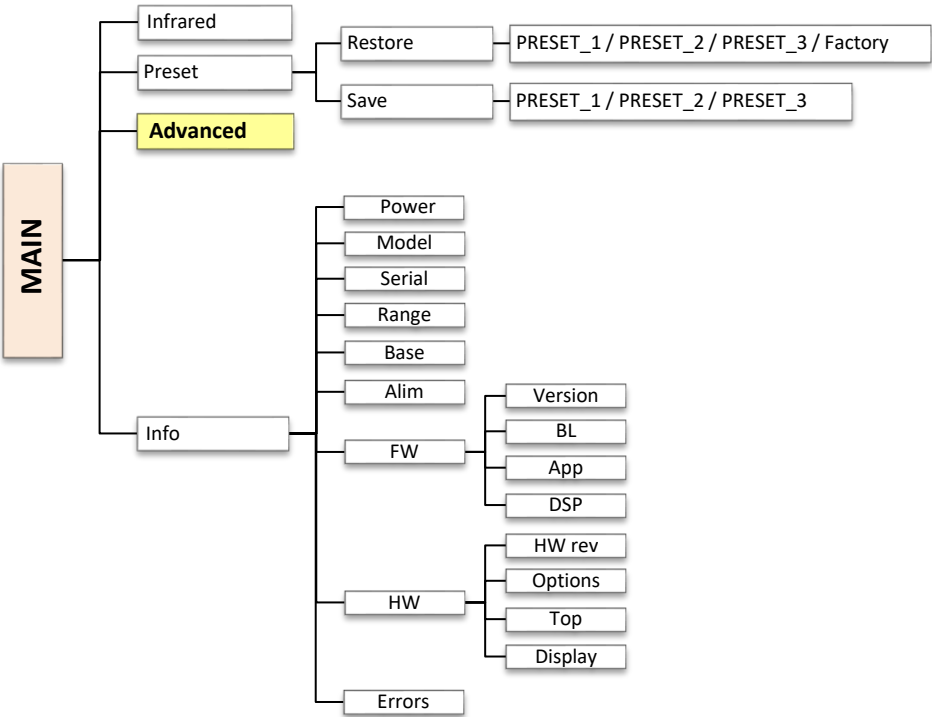 Infrared
Preset
Restore
PRESET_1 / PRESET_2 / PRESET_3 / Factory
Save
PRESET_1 / PRESET_2 / PRESET_3
Advanced
MAIN
Info
Power
Model
Serial
Range
Base
Alim
FW
Version
BL
App
DSP
HW
HW rev
Options
Top
Display
Errors